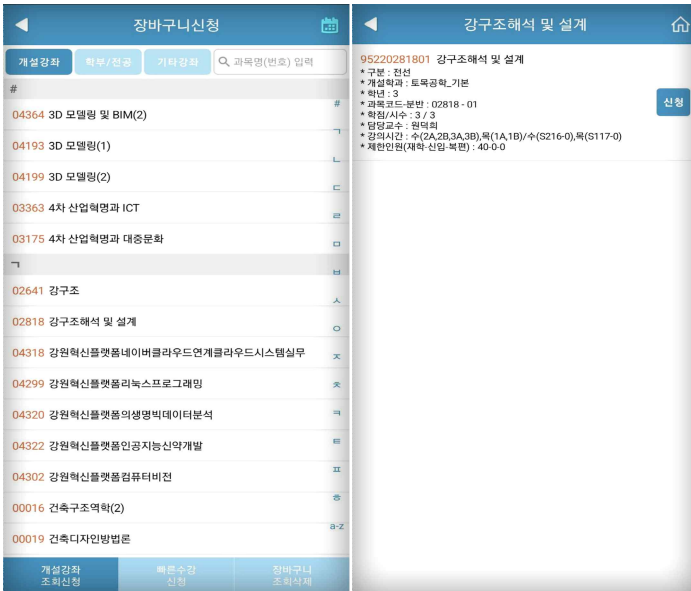 장바구니신청
개설강좌 학부/전공 기타강좌 과목명(번호) 입력
#
04364 3D 모델링 및 BIM(2)
04193 3D 모델링(1)
04199 3D 모델링(2)
03363 4차 산업혁명과 ICT
03175 4차 산업혁명과 대중문화
ㄱ
02641 강구조
02818 강구조해석 및 설계
04318 강원혁신플랫폼네이버클라우드연계클라우드시스템실무
04299 강원혁신플랫폼리눅스프로그래밍
04320 강원혁신플랫폼의생명빅데이터분석
04322 강원혁신플랫폼인공지능신약개발
04302 강원혁신플랫폼컴퓨터비전
00016 건축구조역학(2)
00019 건축디자인방법론
#
ㄱ
ㄴ
ㄷ
ㄹ
ㅁ
ㅂ
ㅅ
ㅇ
ㅈ
ㅊ
ㅋ
ㅌ
ㅍ
ㅎ
a-z
개설강좌 빠른수강 장바구니
조회신청 신청 조회삭제
강구조해석 및 설계
95220281801 강구조해석 및 설계
* 구분 : 전선
* 개설학과 : 토목공학_기본
* 학년 : 3
* 과목코드-분반 : 02818 - 01
* 학점/시수 : 3 / 3
* 담당교수 : 원덕희
* 강의시간 : 수(2A,2B,3A,3B),목(1A,1B)/수(S216-0),목(S117-0)
* 제한인원(재학-신입-복편) : 40-0-0
신청